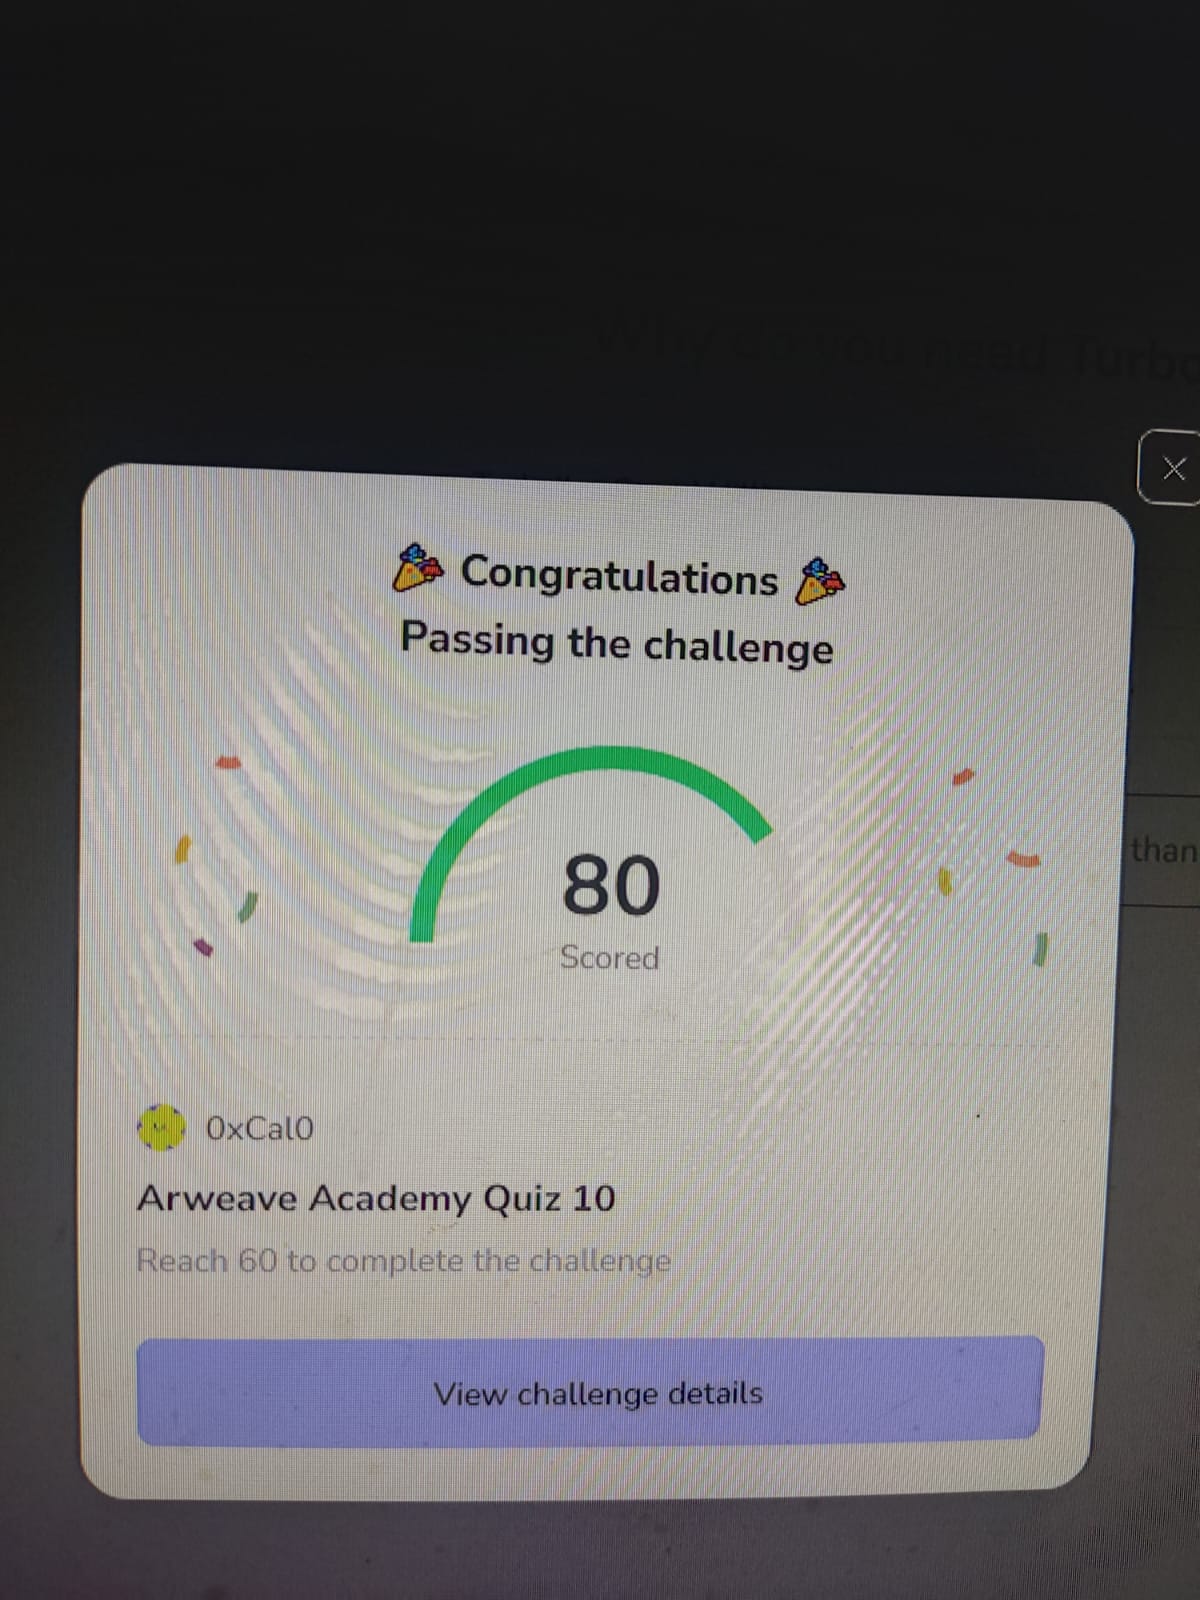 Why do you need Turbo
Congratulations
Passing the challenge
80
Scored
than
0xCal0
Arweave Academy Quiz 10
Reach 60 to complete the challenge
View challenge details